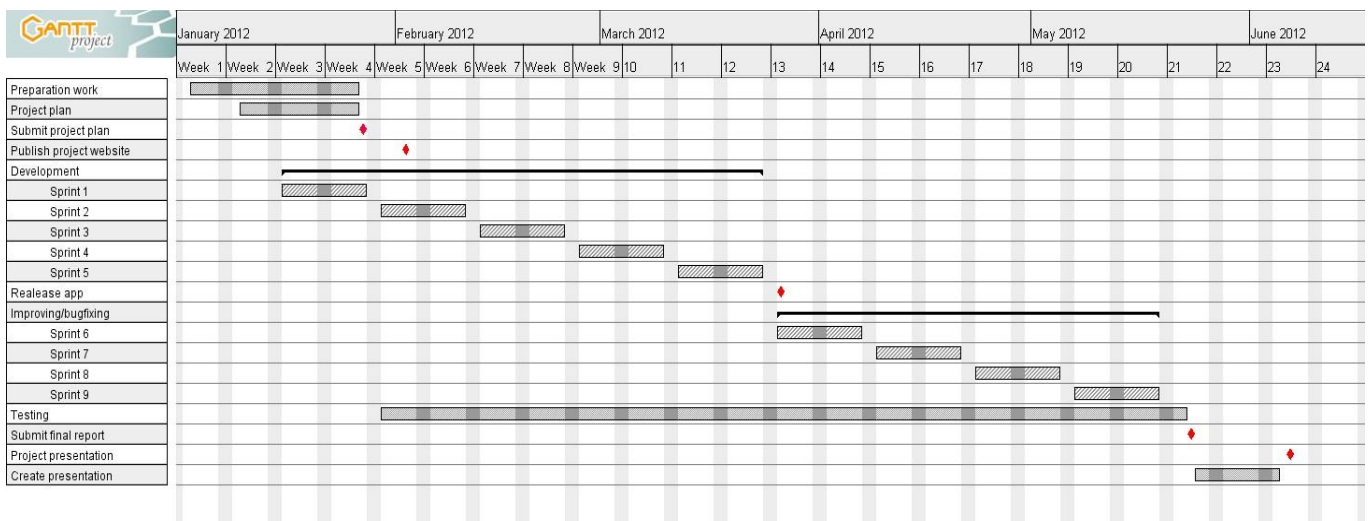 GANTT
project
January 2012 February 2012 March 2012 April 2012 May 2012 June 2012
Week 1 Week 2 Week 3 Week 4 Week 5 Week 6 Week 7 Week 8 Week 9 10 11 12 13 14 15 16 17 18 19 20 21 22 23 24
Preparation work
Project plan
Submit project plan
Publish project website
Development
Sprint 1
Sprint 2
Sprint 3
Sprint 4
Sprint 5
Realease app
Improving/bugfixing
Sprint 6
Sprint 7
Sprint 8
Sprint 9
Testing
Submit final report
Project presentation
Create presentation